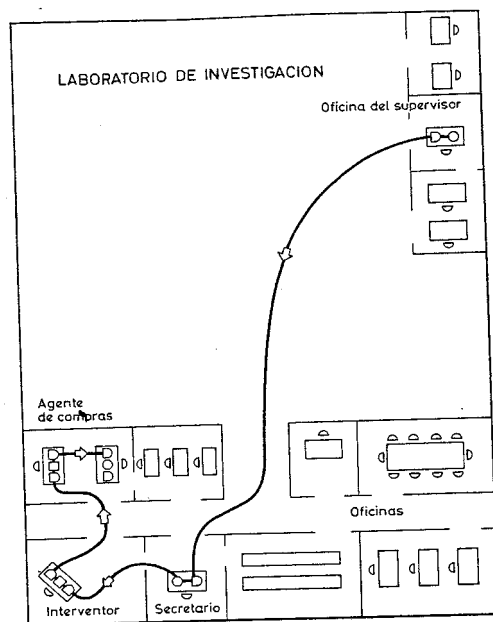 LABORATORIO DE INVESTIGACION
Oficina del supervisor
Agente
de compras
Oficinas
Interventor
Secretario